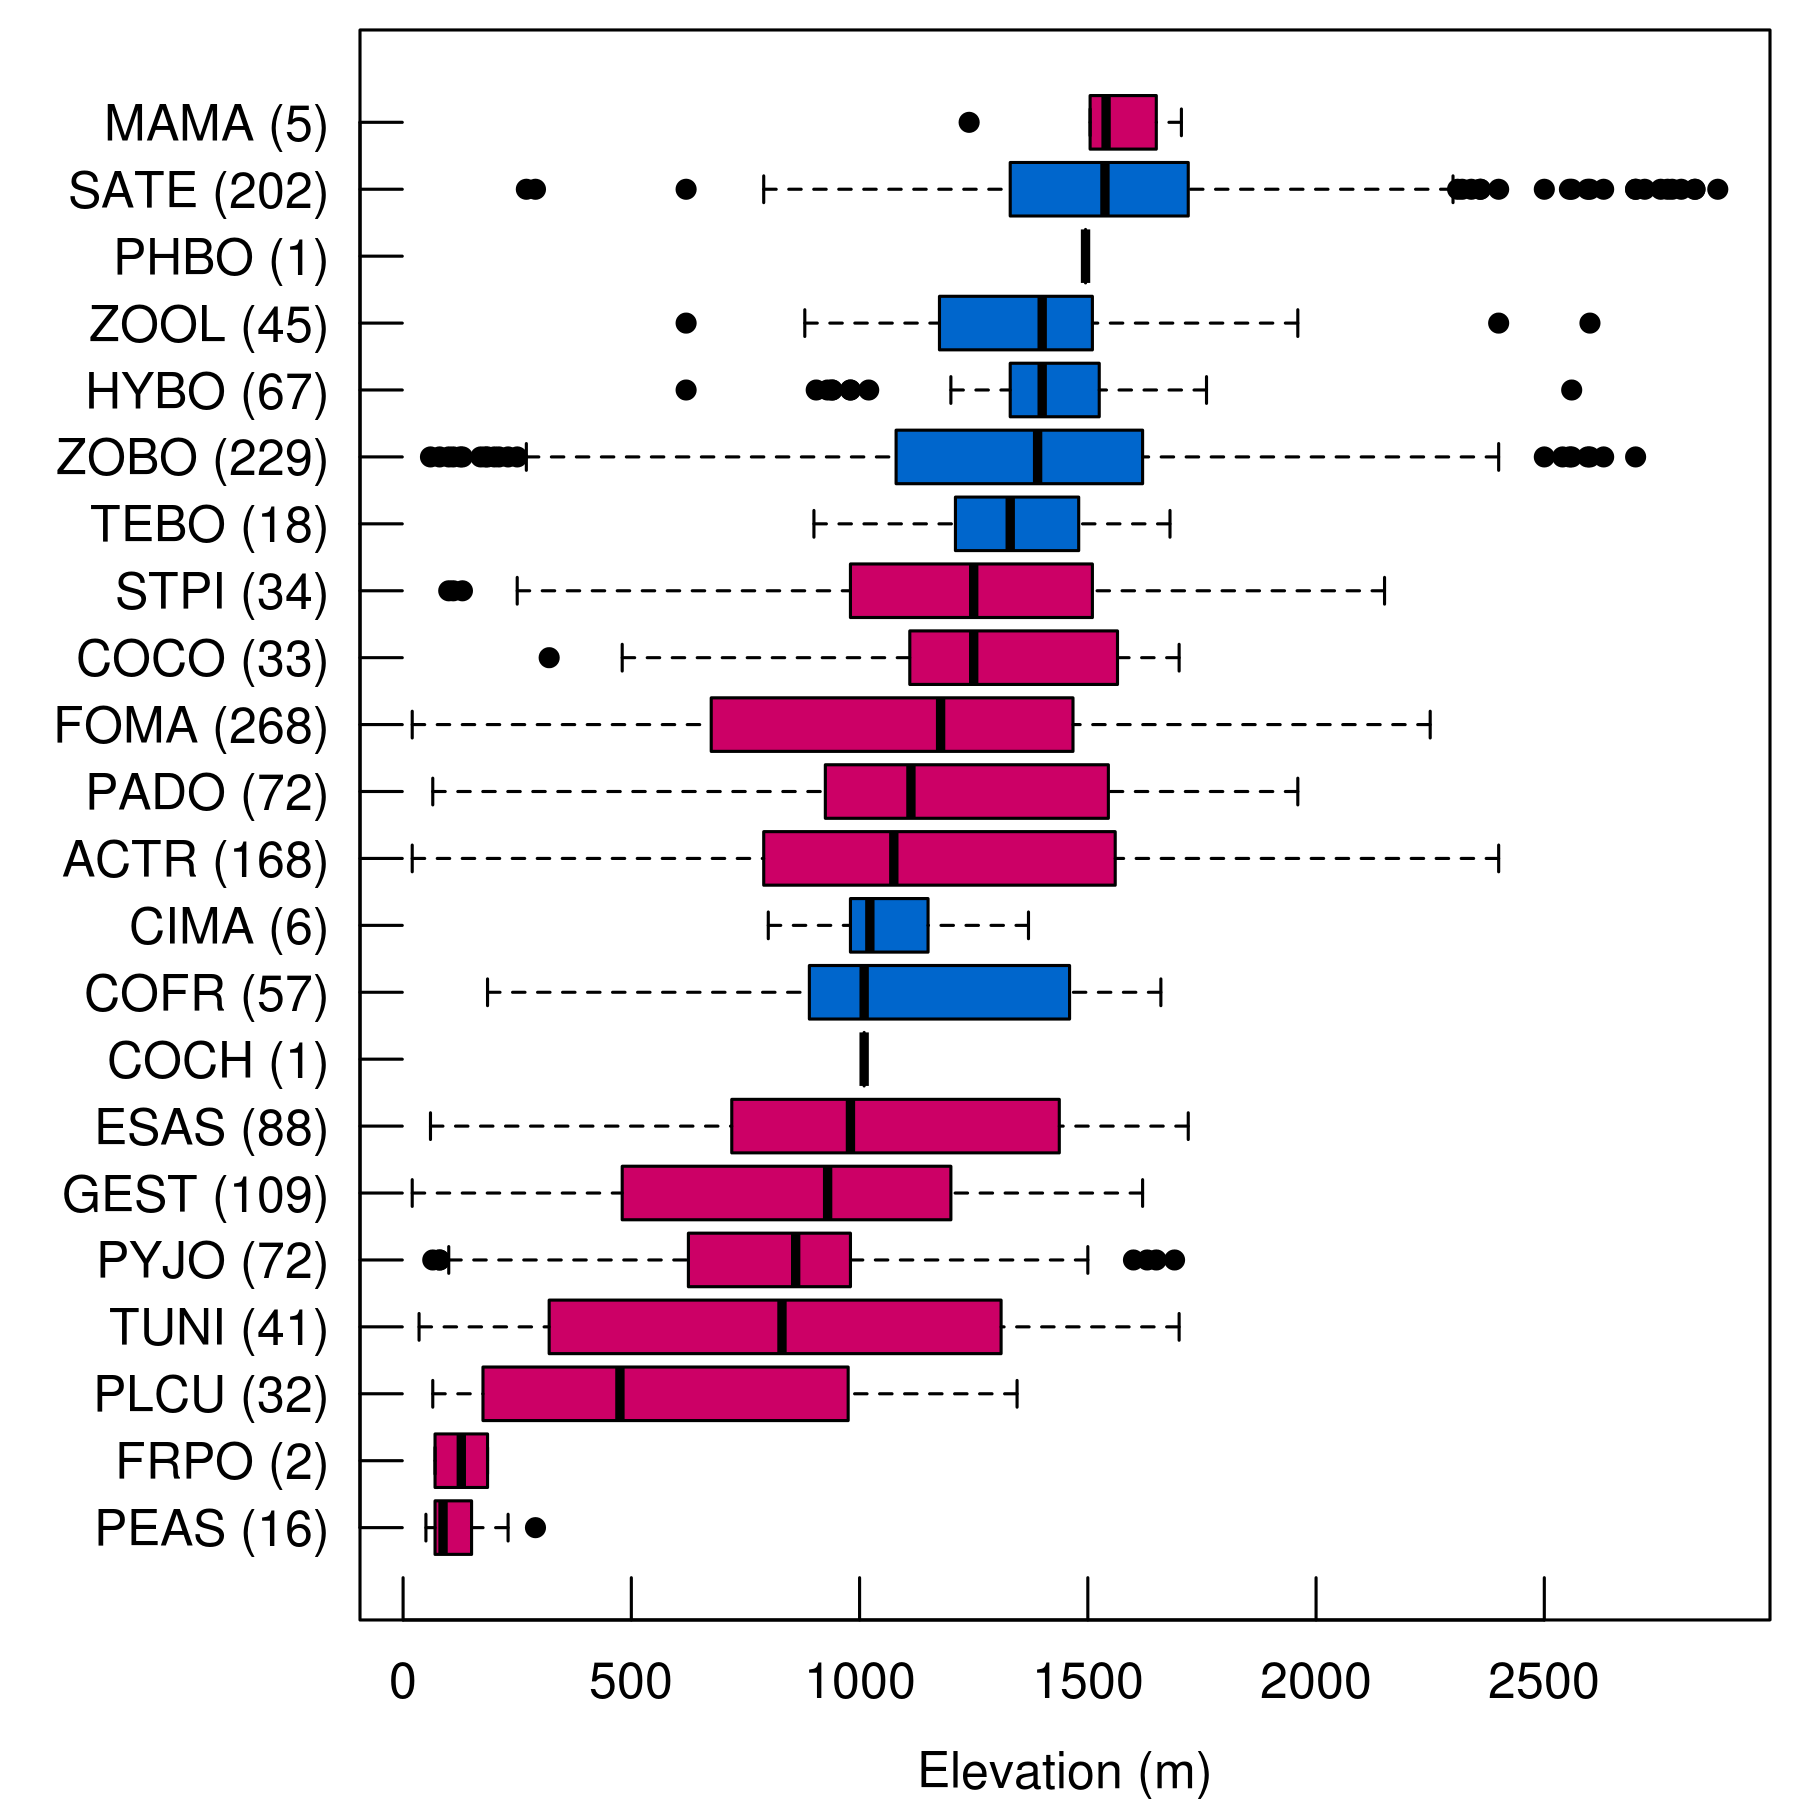 MAMA (5)
SATE (202)
PHBO (1)
ZOOL (45)
HYBO (67)
ZOBO (229)
TEBO (18)
STPI (34)
COCO (33)
FOMA (268)
PADO (72)
ACTR (168)
CIMA (6)
COFR (57)
COCH (1)
ESAS (88)
GEST (109)
PYJO (72)
TUNI (41)
PLCU (32)
FRPO (2)
PEAS (16)
0 500 1000 1500 2000 2500
Elevation (m)